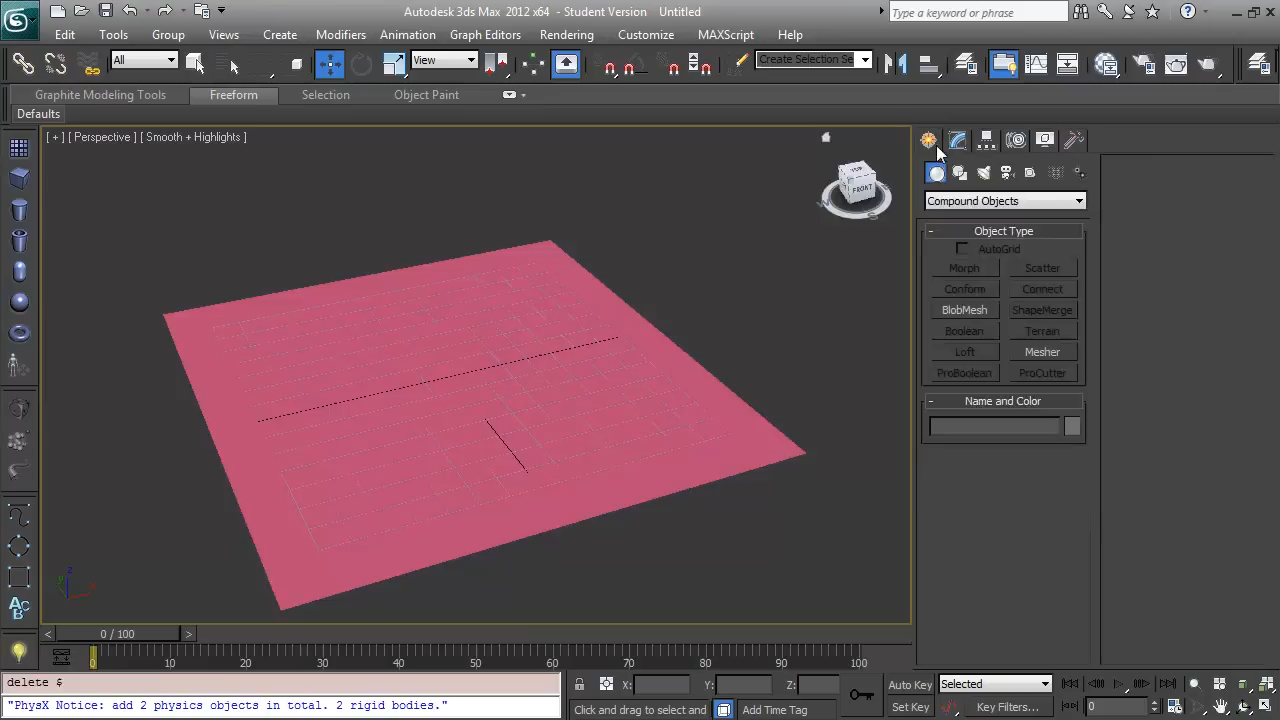 Autodesk 3ds Max 2012 x64 - Student Version Untitled
Type a keyword or phrase
Edit Tools Group Views Create Modifiers Animation Graph Editors Rendering Customize MAXScript Help
All View Create Selection Se
Graphite Modeling Tools Freeform Selection Object Paint
Defaults
[ + ] [ Perspective ] [ Smooth + Highlights ]
TOP
FRONT
W S
Compound Objects
- Object Type
AutoGrid
Morph Scatter
Conform Connect
BlobMesh ShapeMerge
Boolean Terrain
Loft Mesher
ProBoolean ProCutter
- Name and Color
z
y x
< 0 / 100 >
0 10 20 30 40 50 60 70 80 90 100
delete $
"PhysX Notice: add 2 physics objects in total. 2 rigid bodies."
X: Y: Z:
Click and drag to select and Add Time Tag
Auto Key Selected
Set Key Key Filters... 0